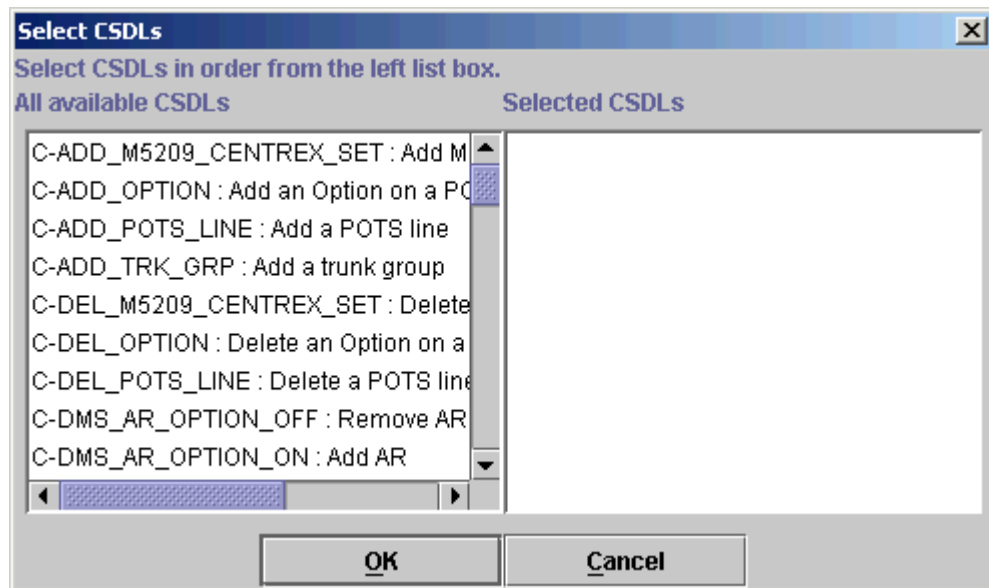 Select CSDLs
Select CSDLs in order from the left list box.
All available CSDLs
Selected CSDLs
C-ADD_M5209_CENTREX_SET : Add M
C-ADD_OPTION : Add an Option on a PO
C-ADD_POTS_LINE : Add a POTS line
C-ADD_TRK_GRP : Add a trunk group
C-DEL_M5209_CENTREX_SET : Delete
C-DEL_OPTION : Delete an Option on a
C-DEL_POTS_LINE : Delete a POTS line
C-DMS_AR_OPTION_OFF : Remove AR
C-DMS_AR_OPTION_ON : Add AR
OK
Cancel